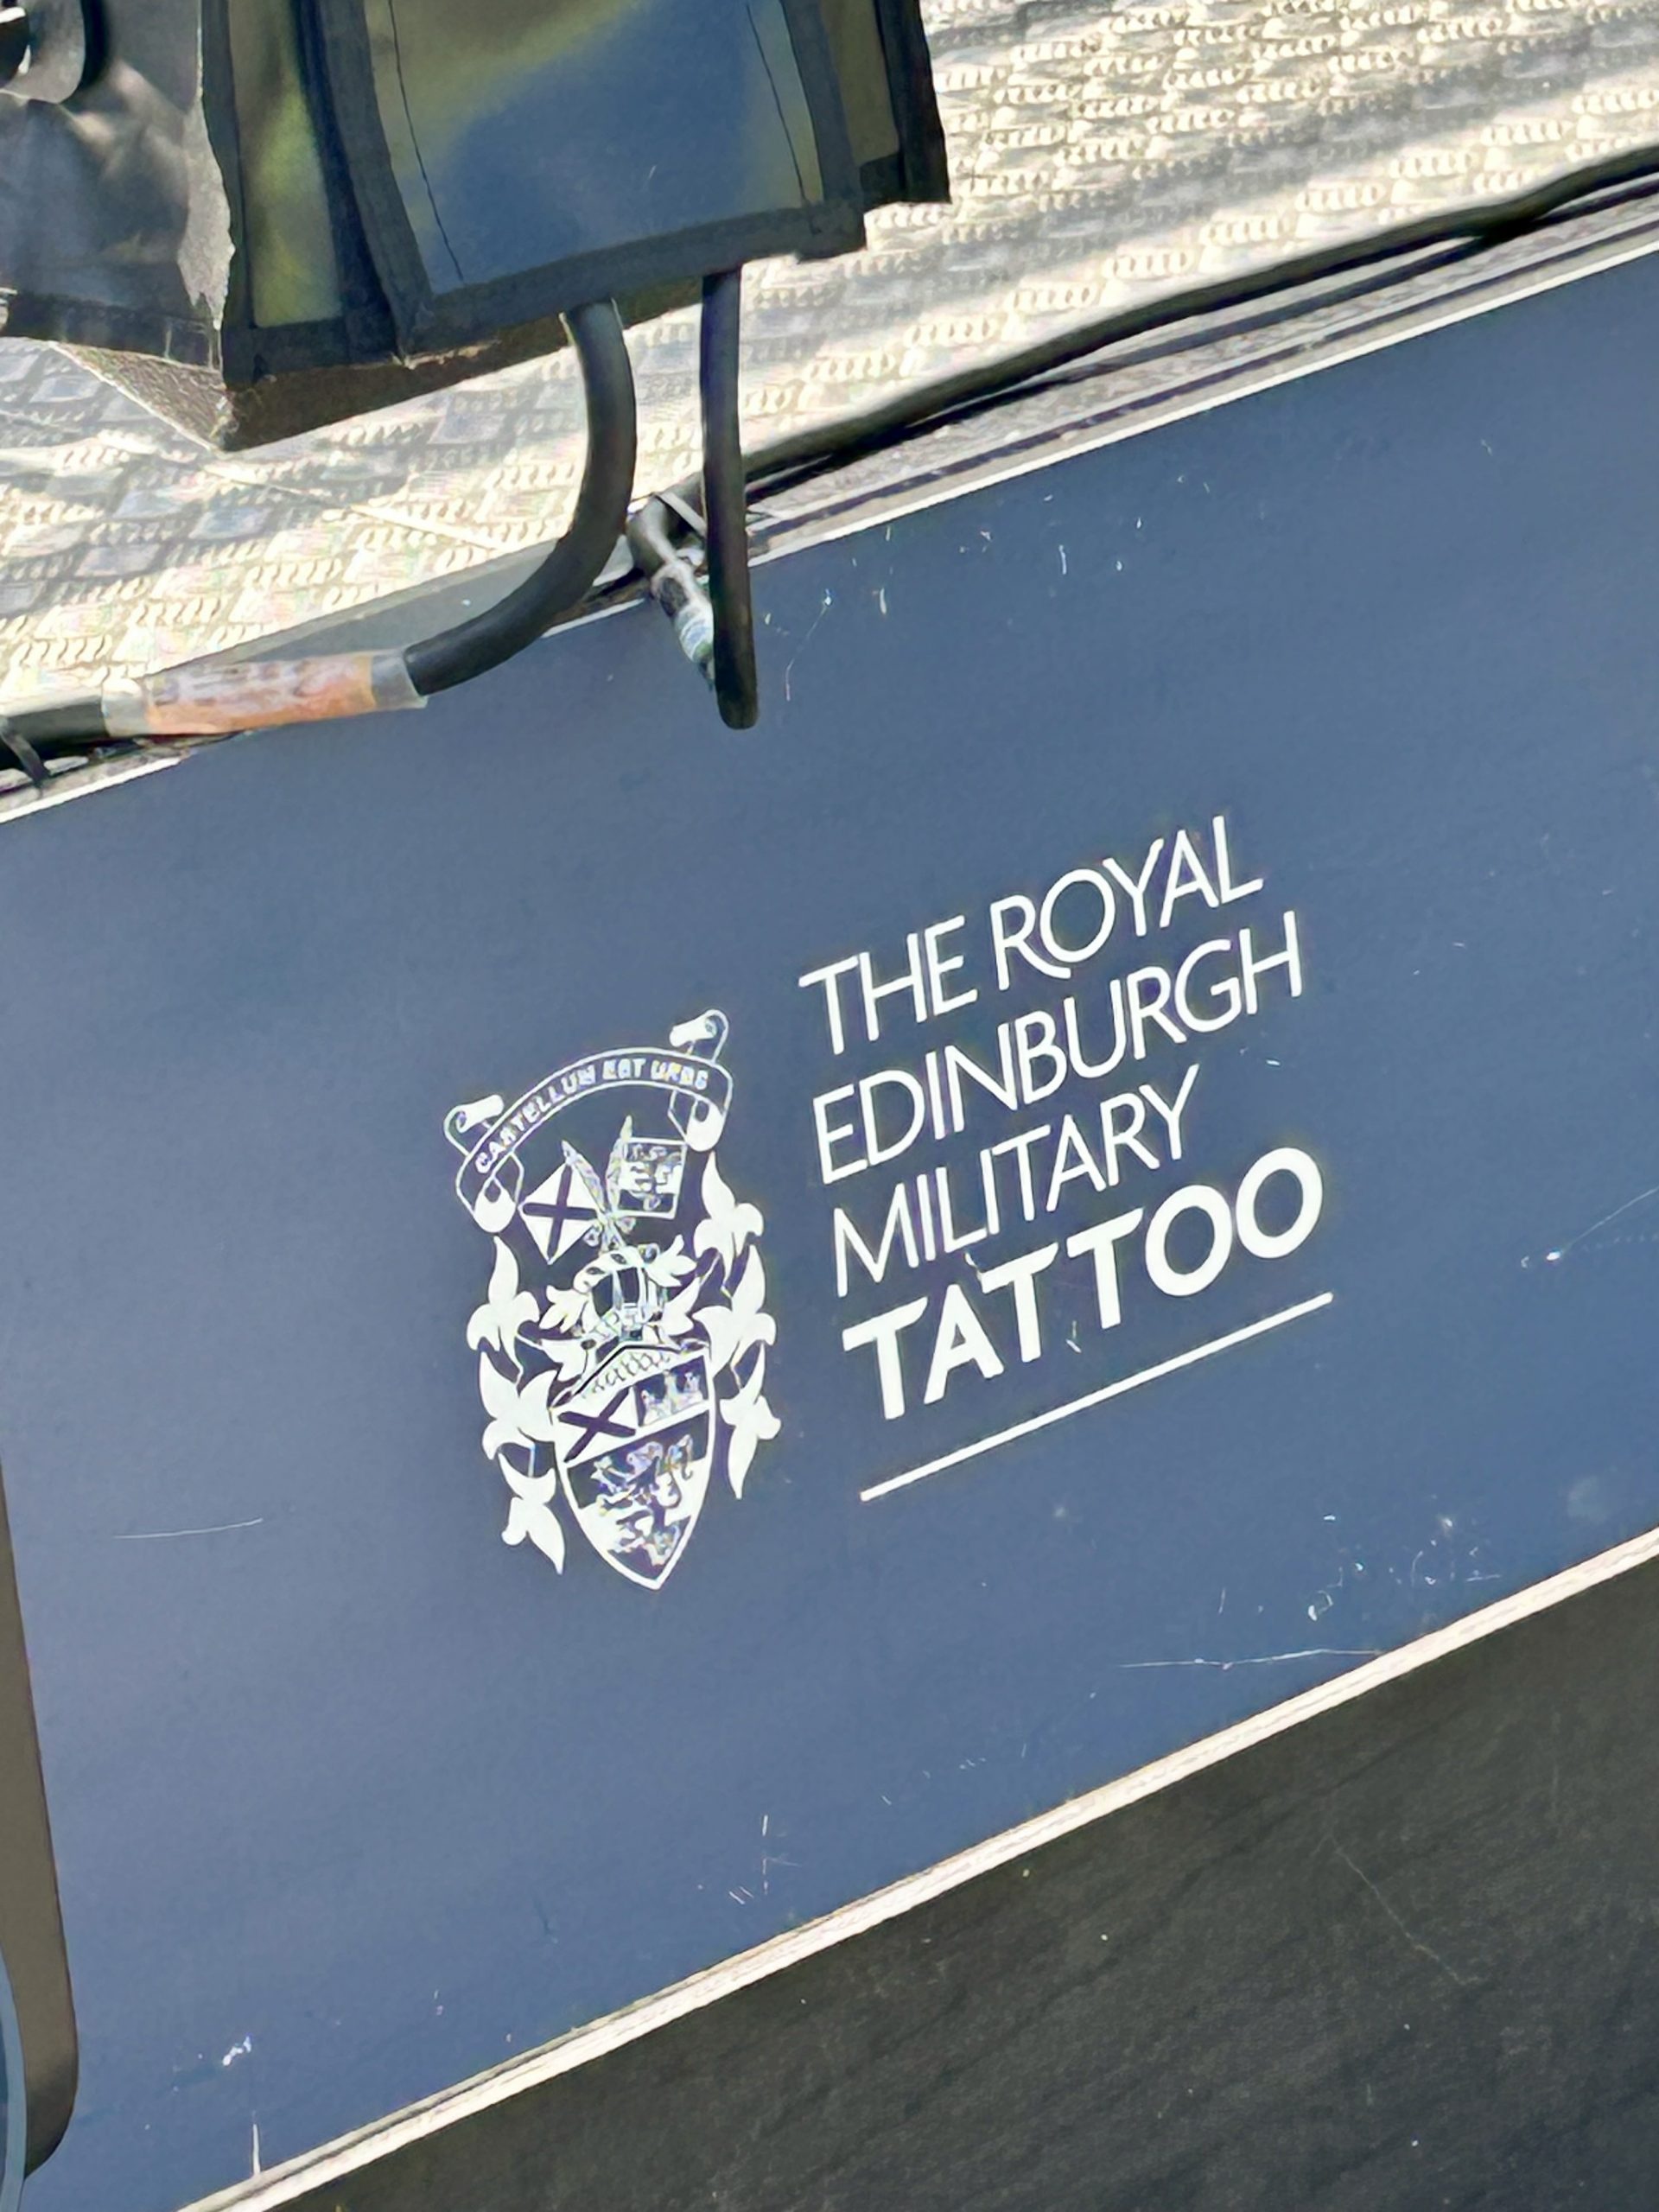 CASTELLUM EST URBS
THE ROYAL
EDINBURGH
MILITARY
TATTOO